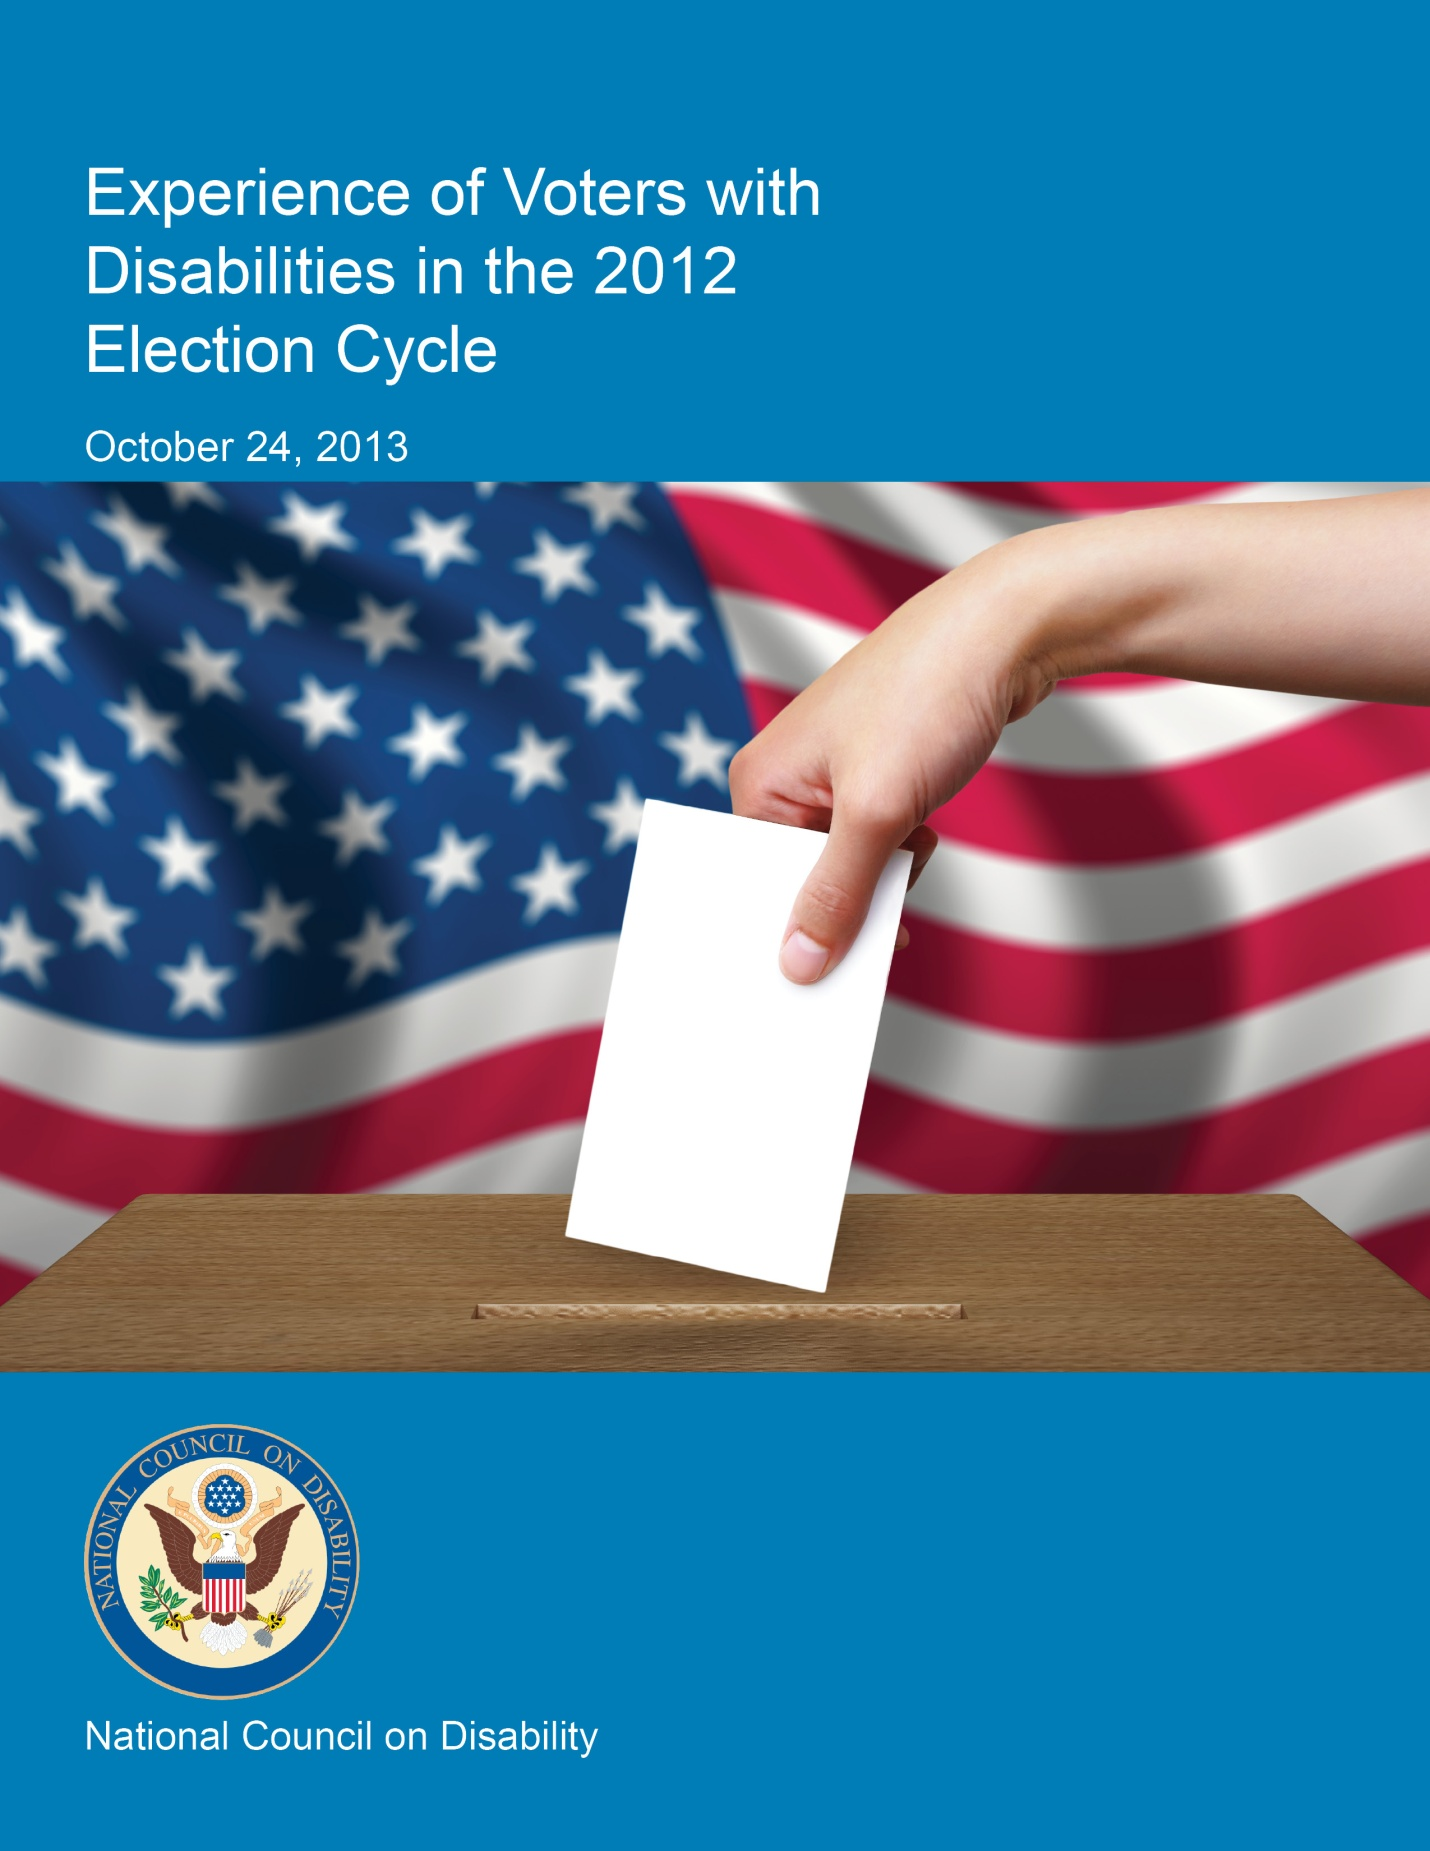 Experience of Voters with
Disabilities in the 2012
Election Cycle
October 24, 2013
NATIONAL COUNCIL ON DISABILITY
National Council on Disability